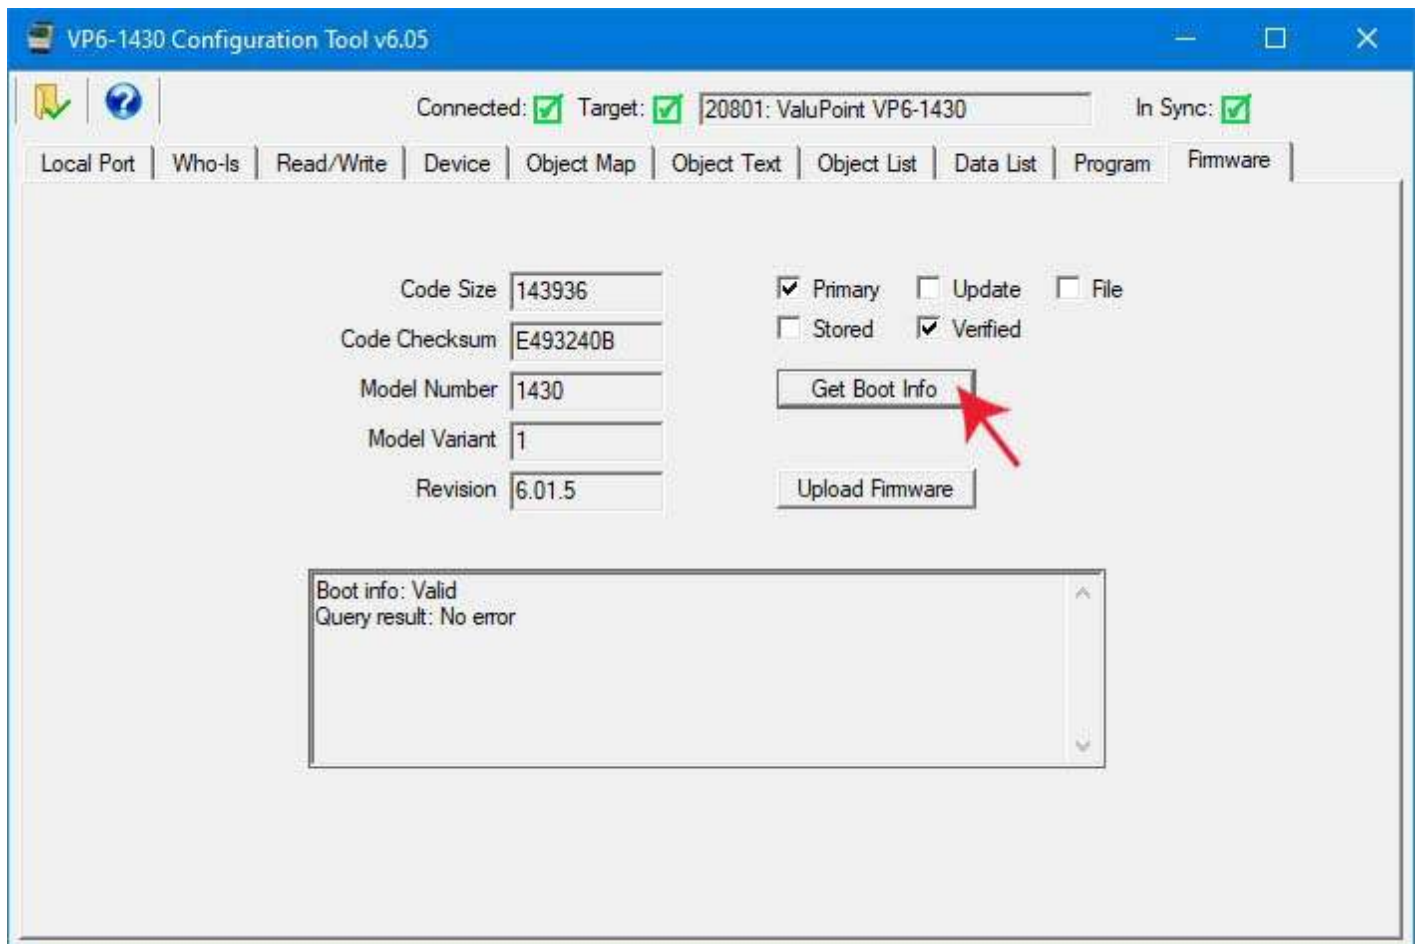 VP6-1430 Configuration Tool v6.05
Connected: Target: 20801: ValuPoint VP6-1430 In Sync:
Local Port Who-Is Read/Write Device Object Map Object Text Object List Data List Program Firmware
Code Size 143936 Primary Update File
Code Checksum E493240B Stored Verified
Model Number 1430 Get Boot Info
Model Variant 1
Revision 6.01.5 Upload Firmware
Boot info: Valid
Query result: No error